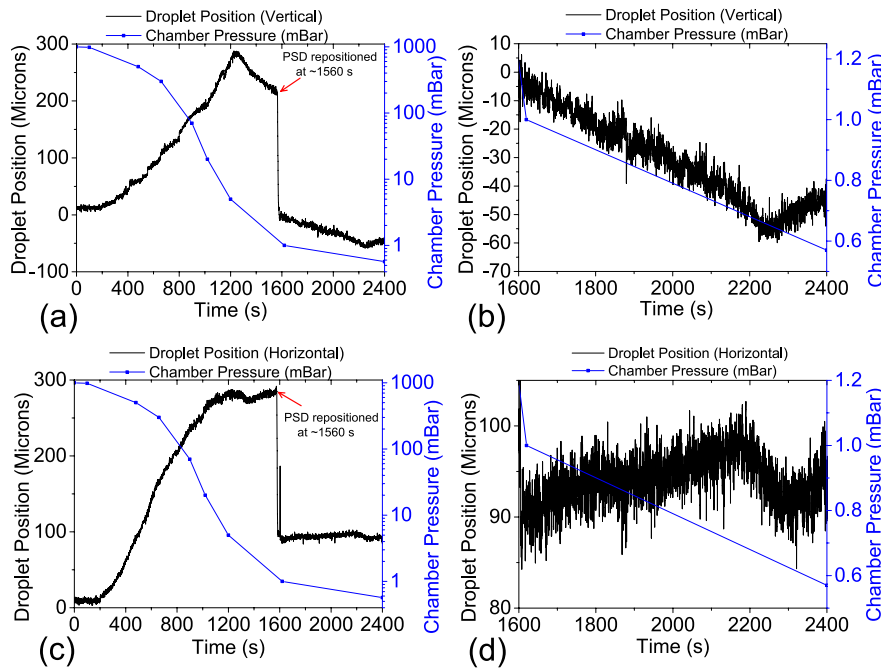 Droplet Position (Vertical)
Chamber Pressure (mBar)
300
200
100
0
-100
Droplet Position (Microns)
PSD repositioned
at ~1560 s
1000
100
10
1
Chamber Pressure (mBar)
0 400 800 1200 1600 2000 2400
Time (s)
(a)
Droplet Position (Vertical)
Chamber Pressure (mBar)
10
0
-10
-20
-30
-40
-50
-60
-70
Droplet Position (Microns)
1.2
1.0
0.8
0.6
Chamber Pressure (mBar)
1600 1800 2000 2200 2400
Time (s)
(b)
Droplet Position (Horizontal)
Chamber Pressure (mBar)
300
200
100
0
Droplet Position (Microns)
PSD repositioned
at ~1560 s
1000
100
10
1
Chamber Pressure (mBar)
0 400 800 1200 1600 2000 2400
Time (s)
(c)
Droplet Position (Horizontal)
Chamber Pressure (mBar)
100
90
80
Droplet Position (Microns)
1.2
1.0
0.8
0.6
Chamber Pressure (mBar)
1600 1800 2000 2200 2400
Time (s)
(d)